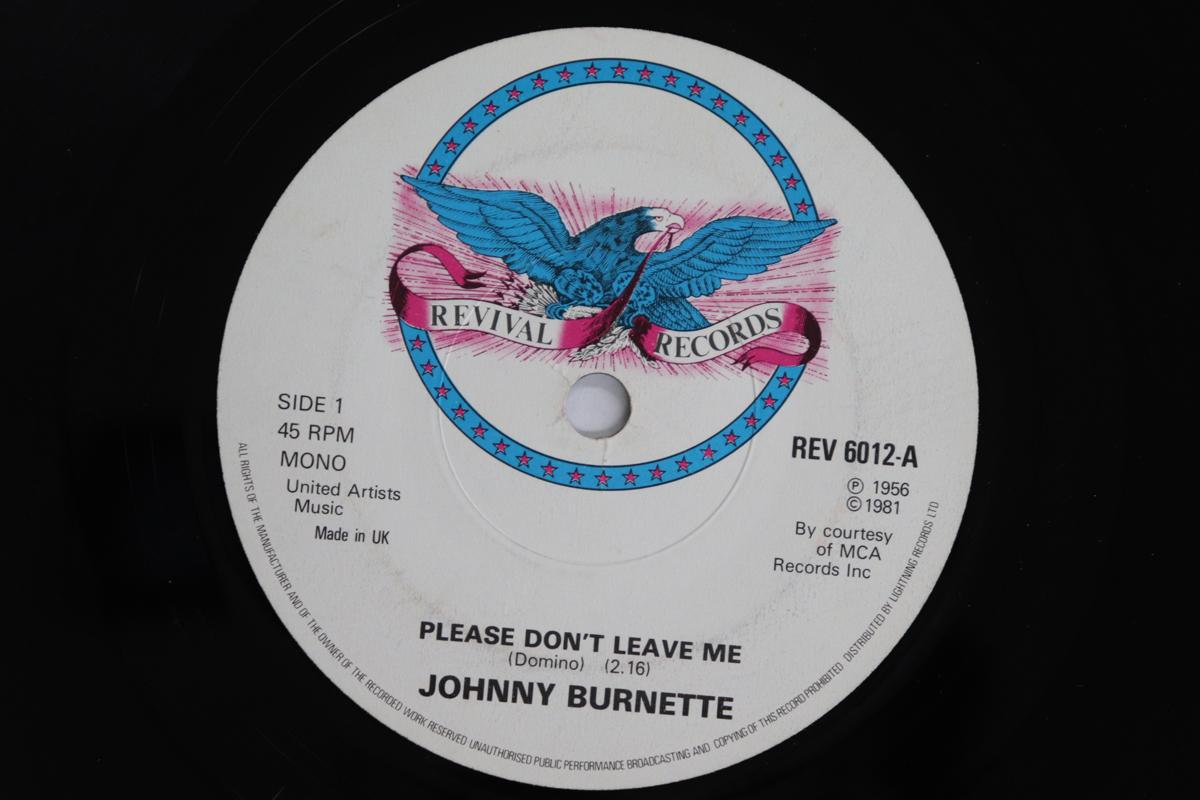 REVIVAL RECORDS
SIDE 1
45 RPM
MONO
United Artists
Music
Made in UK
REV 6012-A
Ⓟ 1956
© 1981
By courtesy
of MCA
Records Inc
PLEASE DON'T LEAVE ME
(Domino) (2.16)
JOHNNY BURNETTE
ALL RIGHTS OF THE MANUFACTURER AND OF THE OWNER OF THE RECORDED WORK RESERVED UNAUTHORISED PUBLIC PERFORMANCE BROADCASTING AND COPYING OF THIS RECORD PROHIBITED DISTRIBUTED BY LIGHTNING RECORDS LTD